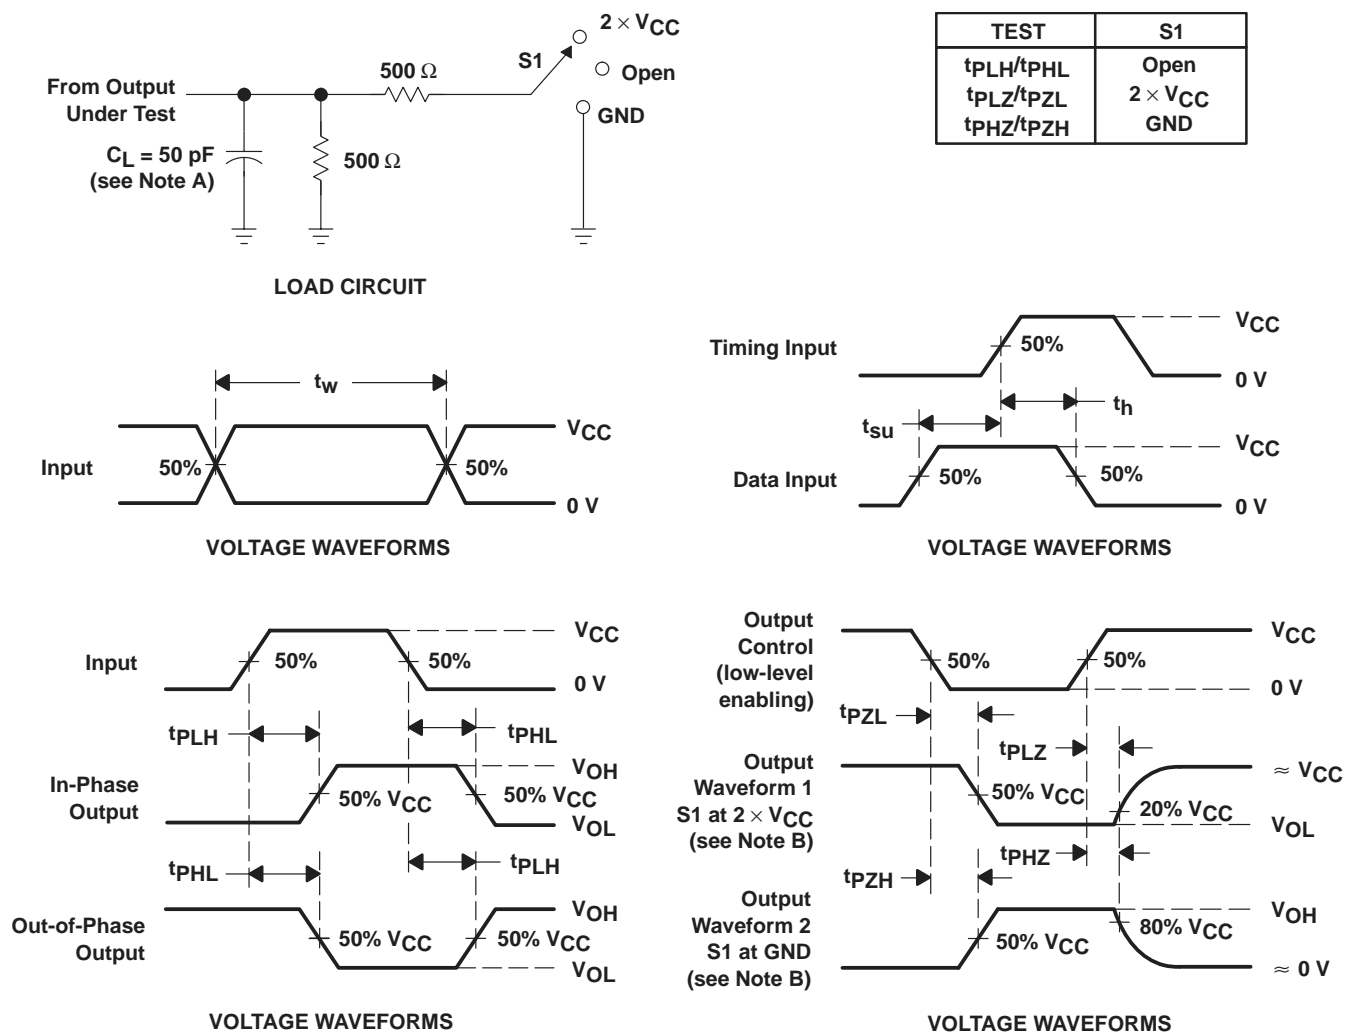 2 × VCC
S1
Open
GND
500 Ω
From Output
Under Test
CL = 50 pF
(see Note A)
500 Ω
LOAD CIRCUIT
TEST S1
tPLH/tPHL Open
tPLZ/tPZL 2 × VCC
tPHZ/tPZH GND
tw
VCC
Input 50% 50%
0 V
VOLTAGE WAVEFORMS
VCC
Timing Input 50%
0 V
th
tsu
VCC
Data Input 50% 50%
0 V
VOLTAGE WAVEFORMS
VCC
Input 50% 50%
0 V
tPLH tPHL
VOH
In-Phase
Output
50% VCC 50% VCC
VOL
tPHL tPLH
VOH
Out-of-Phase
Output
50% VCC 50% VCC
VOL
VOLTAGE WAVEFORMS
Output
Control
(low-level
enabling)
VCC
50% 50%
0 V
tPZL
tPLZ
Output
Waveform 1
S1 at 2 × VCC
(see Note B)
≈ VCC
50% VCC 20% VCC
VOL
tPHZ
tPZH
Output
Waveform 2
S1 at GND
(see Note B)
VOH
50% VCC 80% VCC
≈ 0 V
VOLTAGE WAVEFORMS